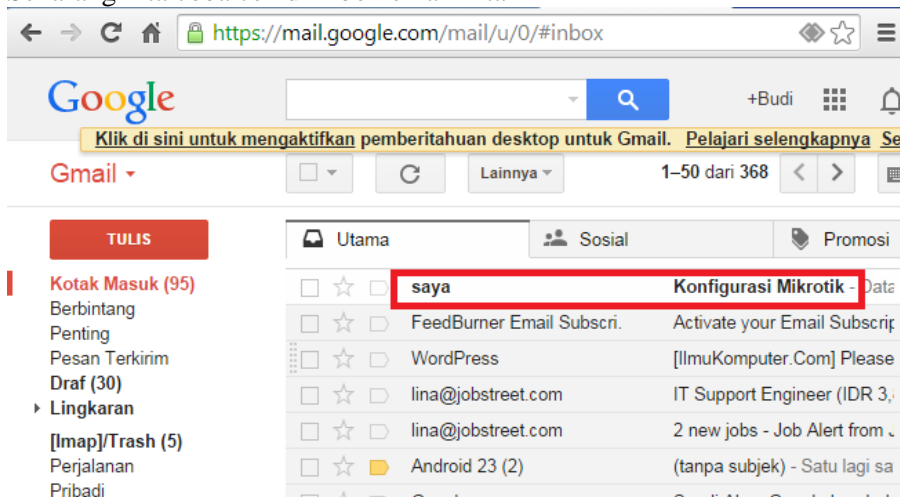 https://mail.google.com/mail/u/0/#inbox
Google
+Budi
Klik di sini untuk mengaktifkan pemberitahuan desktop untuk Gmail. Pelajari selengkapnya Se
Gmail
Lainnya
1–50 dari 368
TULIS
Utama
Sosial
Promosi
Kotak Masuk (95)
Berbintang
Penting
Pesan Terkirim
Draf (30)
Lingkaran
[Imap]/Trash (5)
Perjalanan
Pribadi
saya Konfigurasi Mikrotik - Data
FeedBurner Email Subscri. Activate your Email Subscrip
WordPress [IlmuKomputer.Com] Please
lina@jobstreet.com IT Support Engineer (IDR 3,
lina@jobstreet.com 2 new jobs - Job Alert from
Android 23 (2) (tanpa subjek) - Satu lagi sa